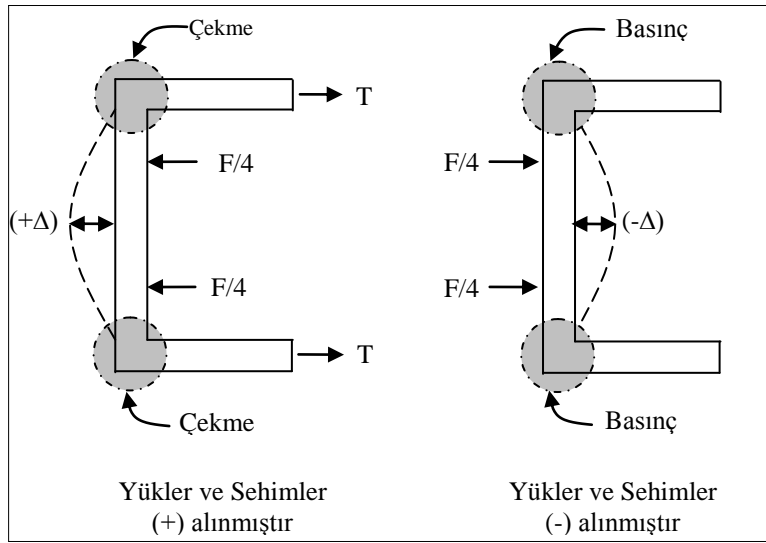 Çekme
T
F/4
(+Δ)
F/4
T
Çekme
Yükler ve Sehimler
(+) alınmıştır
Basınç
F/4
(-Δ)
F/4
Basınç
Yükler ve Sehimler
(-) alınmıştır